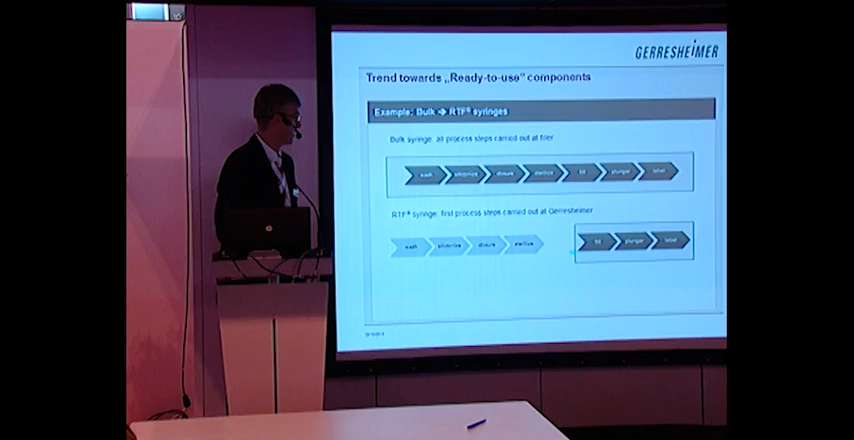 GERRESHEIMER
Trend towards „Ready-to-use" components
Example: Bulk → RTF® syringes
Bulk syringe: all process steps carried out at filler
wash siliconize closure sterilize fill plunger label
RTF® syringe: first process steps carried out at Gerresheimer
wash siliconize closure sterilize fill plunger label